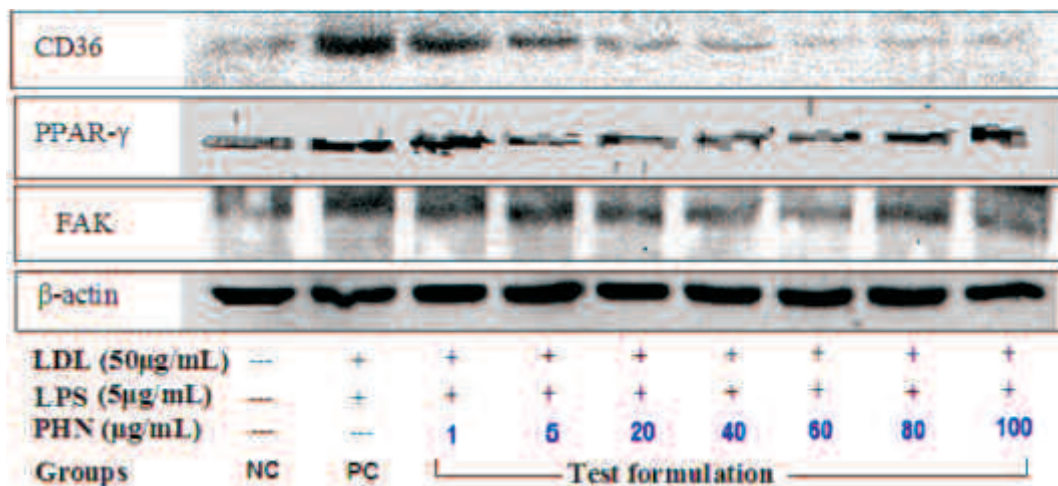 CD36
PPAR-γ
FAK
β-actin
LDL (50µg/mL) --- + + + + + + + +
LPS (5µg/mL) --- + + + + + + + +
PHN (µg/mL) --- --- 1 5 20 40 60 80 100
Groups NC PC Test formulation